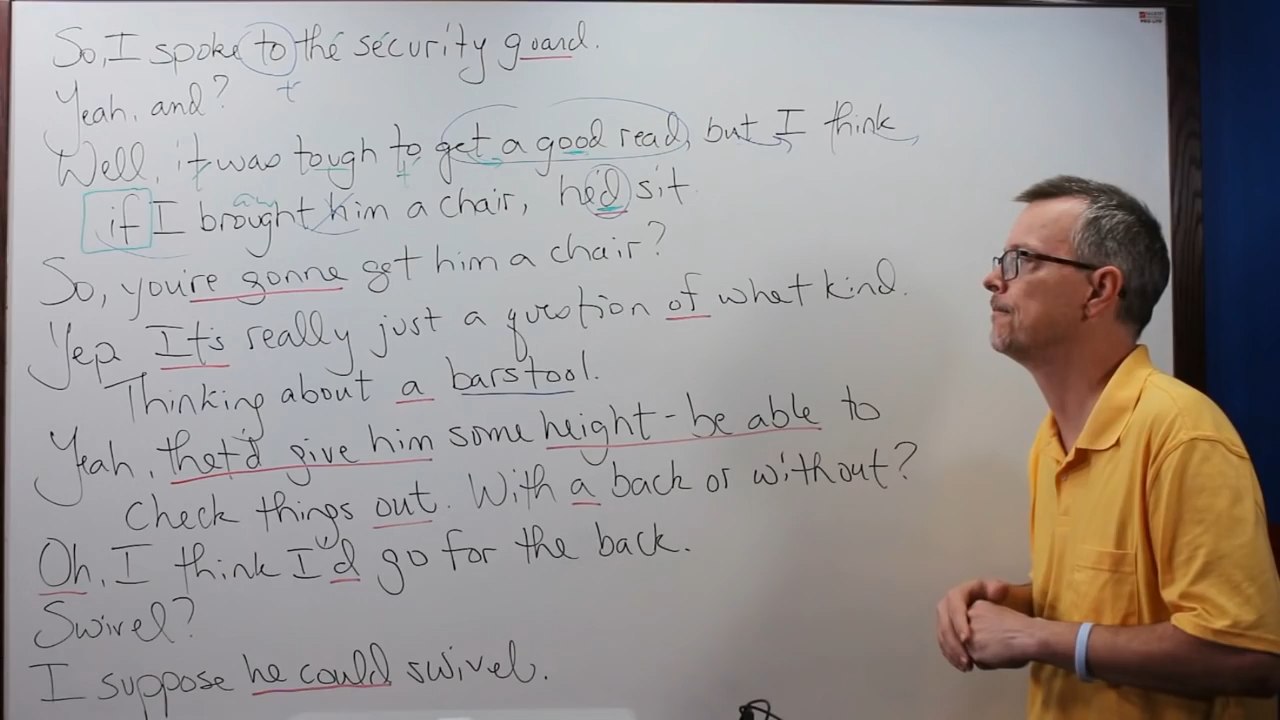 So, I spoke to the security guard.
t
Yeah, and?
Well, it was tough to get a good read, but I think,
if I brought him a chair, he'd sit.
So, you're gonna get him a chair?
Yep. It's really just a question of what kind.
Thinking about a barstool.
Yeah, that'd give him some height - be able to
check things out. With a back or without?
Oh, I think I'd go for the back.
Swivel?
I suppose he could swivel.